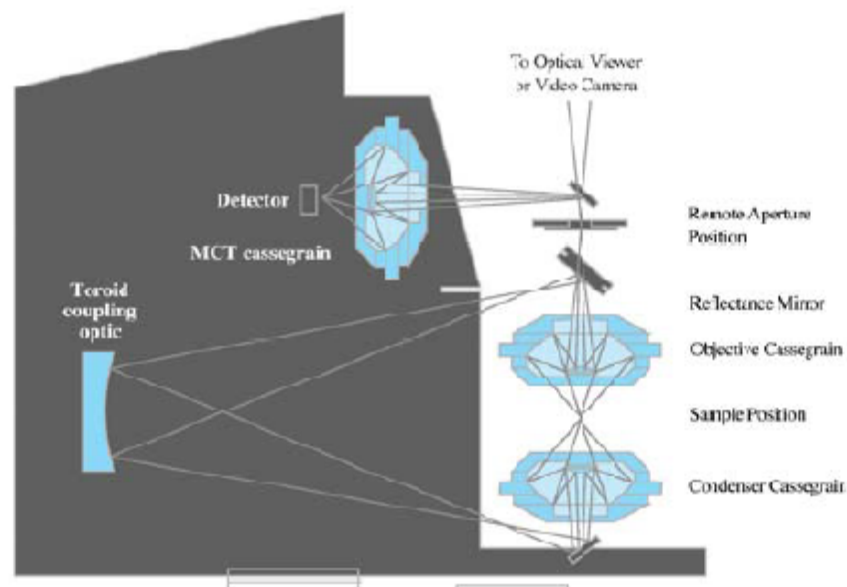 To Optical Viewer
or Video Camera
Detector
Remote Aperture
Position
MCT cassegrain
Toroid
coupling
optic
Reflectance Mirror
Objective Cassegrain
Sample Position
Condenser Cassegrain